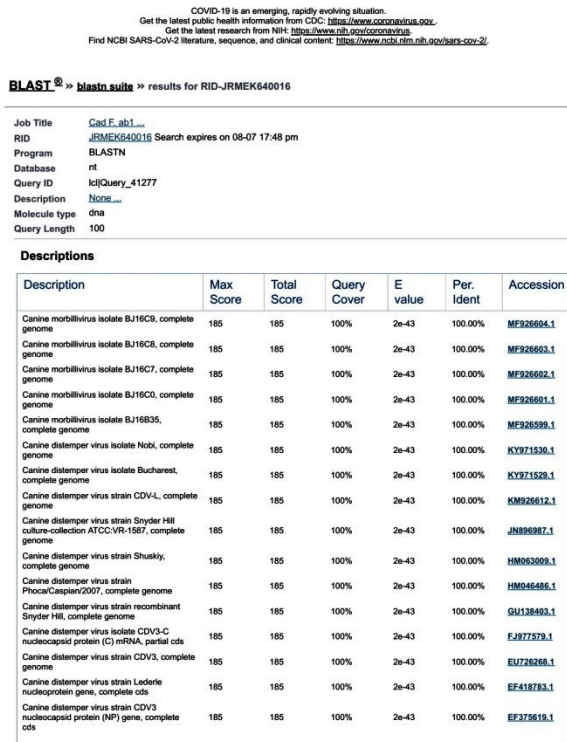 COVID-19 is an emerging, rapidly evolving situation.
Get the latest public health information from CDC: https://www.coronavirus.gov .
Get the latest research from NIH: https://www.nih.gov/coronavirus.
Find NCBI SARS-CoV-2 literature, sequence, and clinical content: https://www.ncbi.nlm.nih.gov/sars-cov-2/.
BLAST ® » blastn suite » results for RID-JRMEK640016
Job Title Cad F. ab1 ...
RID JRMEK640016 Search expires on 08-07 17:48 pm
Program BLASTN
Database nt
Query ID lcl|Query_41277
Description None ...
Molecule type dna
Query Length 100
Descriptions
Description Max Score Total Score Query Cover E value Per. Ident Accession
Canine morbillivirus isolate BJ16C9, complete
genome 185 185 100% 2e-43 100.00% MF926604.1
Canine morbillivirus isolate BJ16C8, complete
genome 185 185 100% 2e-43 100.00% MF926603.1
Canine morbillivirus isolate BJ16C7, complete
genome 185 185 100% 2e-43 100.00% MF926602.1
Canine morbillivirus isolate BJ16C0, complete
genome 185 185 100% 2e-43 100.00% MF926601.1
Canine morbillivirus isolate BJ16B35,
complete genome 185 185 100% 2e-43 100.00% MF926599.1
Canine distemper virus isolate Nobi, complete
genome 185 185 100% 2e-43 100.00% KY971530.1
Canine distemper virus isolate Bucharest,
complete genome 185 185 100% 2e-43 100.00% KY971529.1
Canine distemper virus strain CDV-L, complete
genome 185 185 100% 2e-43 100.00% KM926612.1
Canine distemper virus strain Snyder Hill
culture-collection ATCC:VR-1587, complete
genome 185 185 100% 2e-43 100.00% JN896987.1
Canine distemper virus strain Shuskiy,
complete genome 185 185 100% 2e-43 100.00% HM063009.1
Canine distemper virus strain
Phoca/Caspian/2007, complete genome 185 185 100% 2e-43 100.00% HM046486.1
Canine distemper virus strain recombinant
Snyder Hill, complete genome 185 185 100% 2e-43 100.00% GU138403.1
Canine distemper virus isolate CDV3-C
nucleocapsid protein (C) mRNA, partial cds 185 185 100% 2e-43 100.00% FJ977579.1
Canine distemper virus strain CDV3, complete
genome 185 185 100% 2e-43 100.00% EU726268.1
Canine distemper virus strain Lederle
nucleoprotein gene, complete cds 185 185 100% 2e-43 100.00% EF418783.1
Canine distemper virus strain CDV3
nucleocapsid protein (NP) gene, complete
cds 185 185 100% 2e-43 100.00% EF375619.1